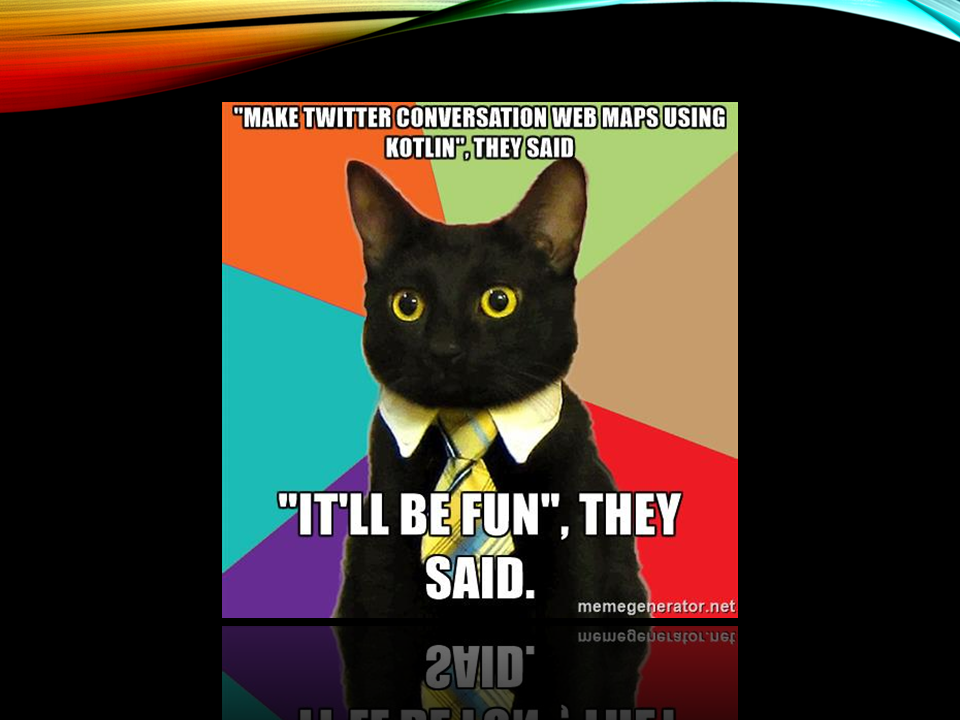 "MAKE TWITTER CONVERSATION WEB MAPS USING
KOTLIN", THEY SAID
"IT'LL BE FUN", THEY
SAID.
memegenerator.net